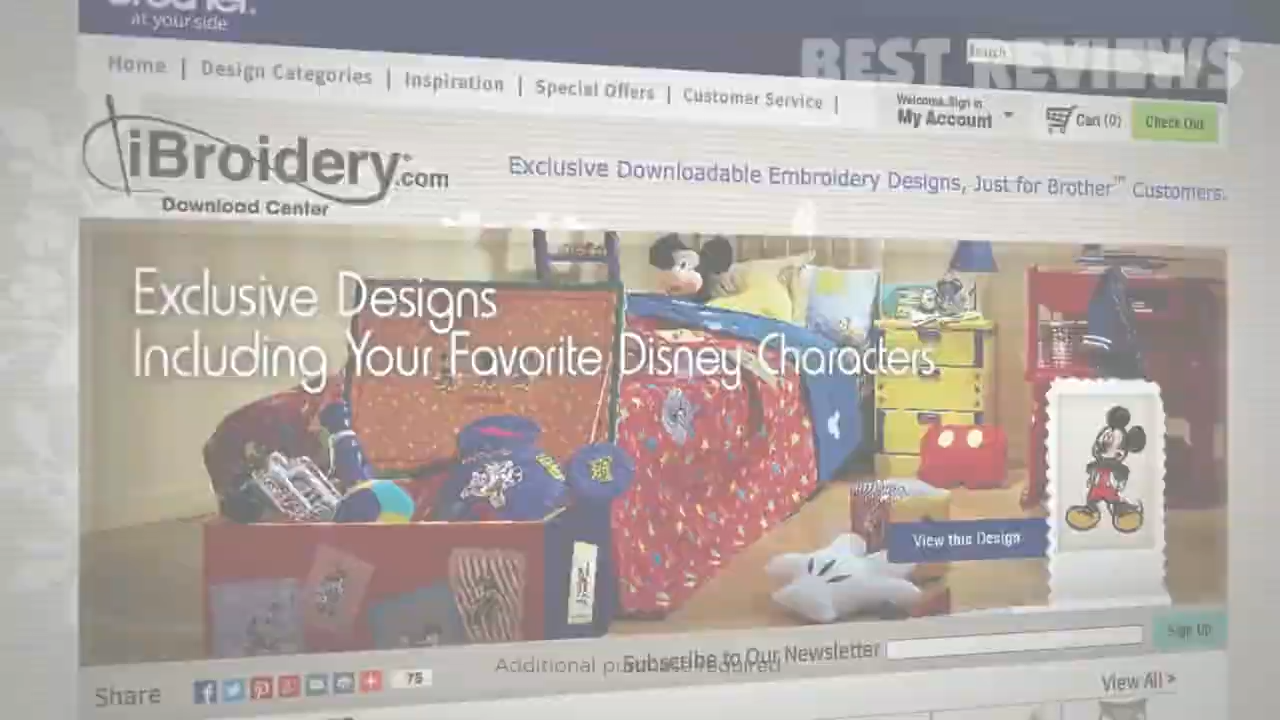 brother.
at your side
BEST REVIEWS
Search
Home | Design Categories | Inspiration | Special Offers | Customer Service |
Welcome. Sign in
My Account
Cart (0)
Check Out
iBroidery.com
Download Center
Exclusive Downloadable Embroidery Designs, Just for Brother™ Customers.
Exclusive Designs
Including Your Favorite Disney Characters
View this Design
Additional purchase required
Subscribe to Our Newsletter
Sign Up
Share
75
View All >